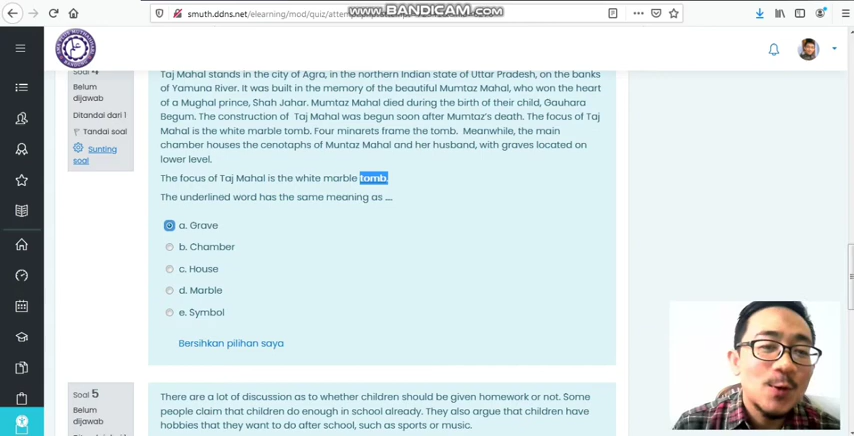 smuth.ddns.net/elearning/mod/quiz/attemp
www.BANDICAM.com
Soal 4
Belum
dijawab
Ditandai dari 1
Tandai soal
Sunting
soal
Taj Mahal stands in the city of Agra, in the northern Indian state of Uttar Pradesh, on the banks
of Yamuna River. It was built in the memory of the beautiful Mumtaz Mahal, who won the heart
of a Mughal prince, Shah Jahar. Mumtaz Mahal died during the birth of their child, Gauhara
Begum. The construction of Taj Mahal was begun soon after Mumtaz's death. The focus of Taj
Mahal is the white marble tomb. Four minarets frame the tomb. Meanwhile, the main
chamber houses the cenotaphs of Muntaz Mahal and her husband, with graves located on
lower level.
The focus of Taj Mahal is the white marble tomb.
The underlined word has the same meaning as ....
a. Grave
b. Chamber
c. House
d. Marble
e. Symbol
Bersihkan pilihan saya
Soal 5
Belum
dijawab
There are a lot of discussion as to whether children should be given homework or not. Some
people claim that children do enough in school already. They also argue that children have
hobbies that they want to do after school, such as sports or music.